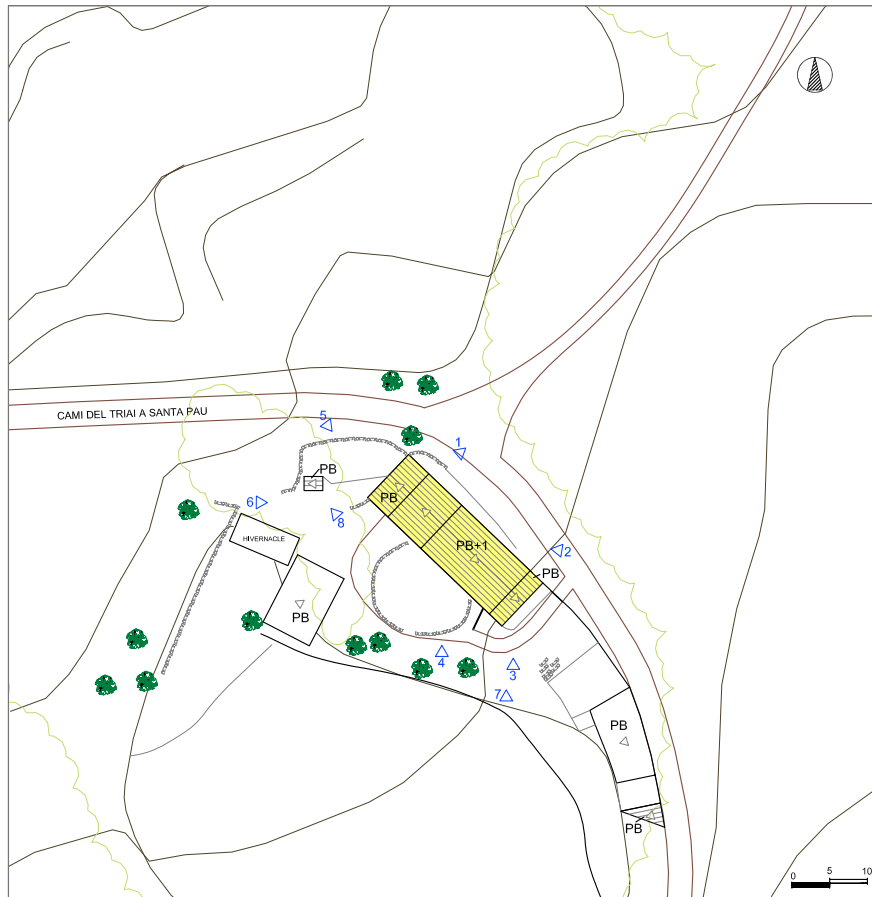 CAMI DEL TRIAI A SANTA PAU
5
1
PB
6
8
PB
HIVERNACLE
PB+1
2
PB
PB
4
3
7
PB
PB
0 5 10